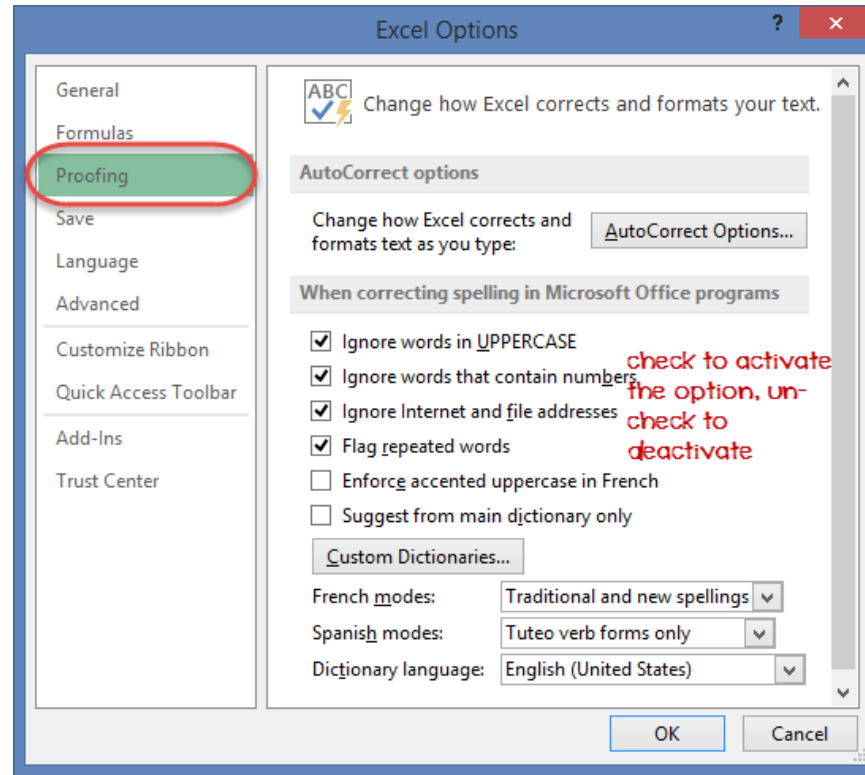 Excel Options
?
General
Formulas
Proofing
Save
Language
Advanced
Customize Ribbon
Quick Access Toolbar
Add-Ins
Trust Center
ABC
Change how Excel corrects and formats your text.
AutoCorrect options
Change how Excel corrects and
formats text as you type:
AutoCorrect Options...
When correcting spelling in Microsoft Office programs
Ignore words in UPPERCASE
Ignore words that contain numbers
Ignore Internet and file addresses
Flag repeated words
Enforce accented uppercase in French
Suggest from main dictionary only
check to activate
the option, un-
check to
deactivate
Custom Dictionaries...
French modes:
Traditional and new spellings
Spanish modes:
Tuteo verb forms only
Dictionary language:
English (United States)
OK
Cancel